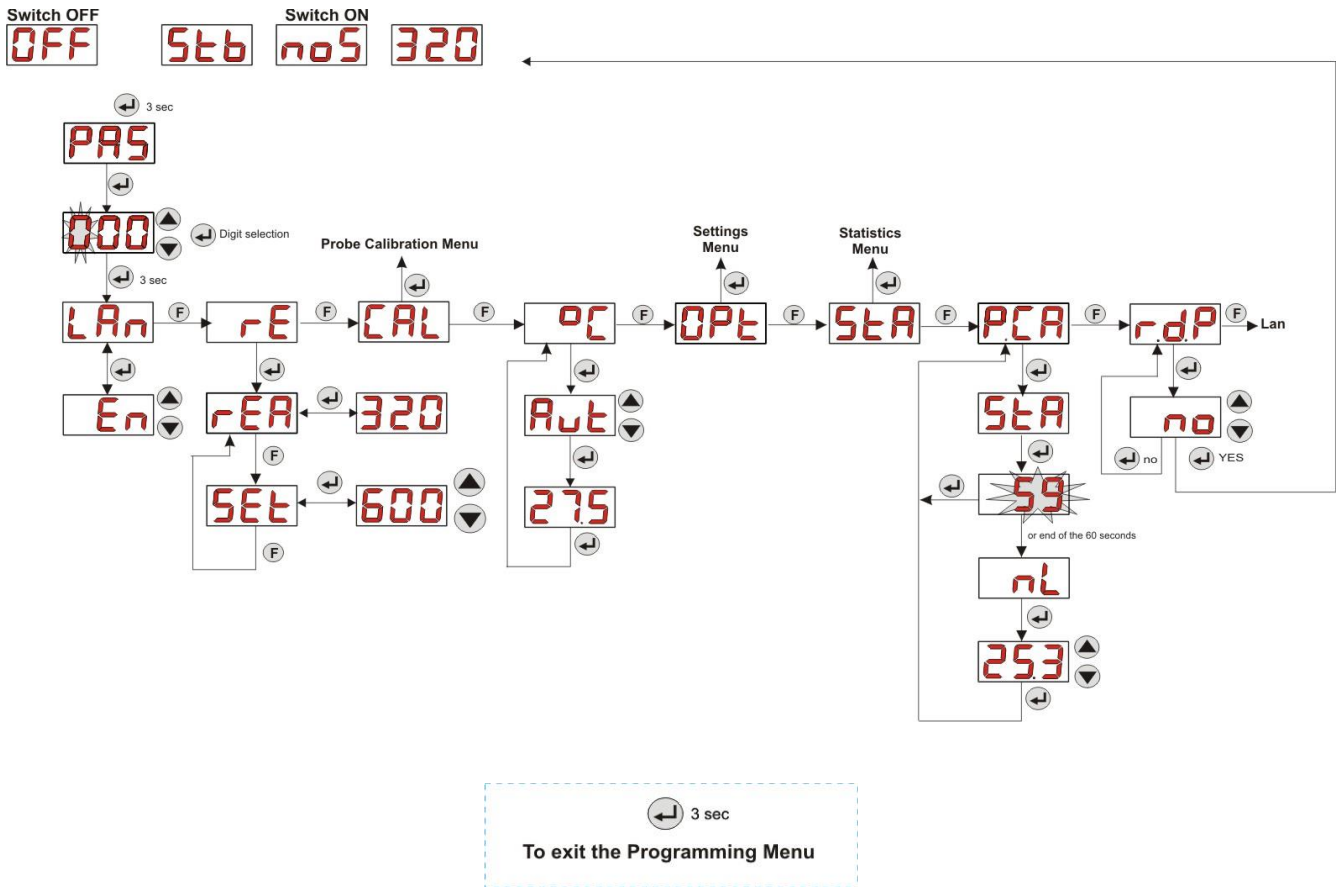 Switch OFF
Switch ON
OFF
Stb
noS
320
3 sec
PAS
000
Digit selection
3 sec
Probe Calibration Menu
Settings
Menu
Statistics
Menu
LAn
F
rE
F
CAL
F
°C
F
OPt
F
StA
F
P.CA
F
r.d.P
F
Lan
En
rEA
320
Aut
StA
no
no
YES
F
SEt
600
27.5
59
or end of the 60 seconds
F
nL
25.3
3 sec
To exit the Programming Menu